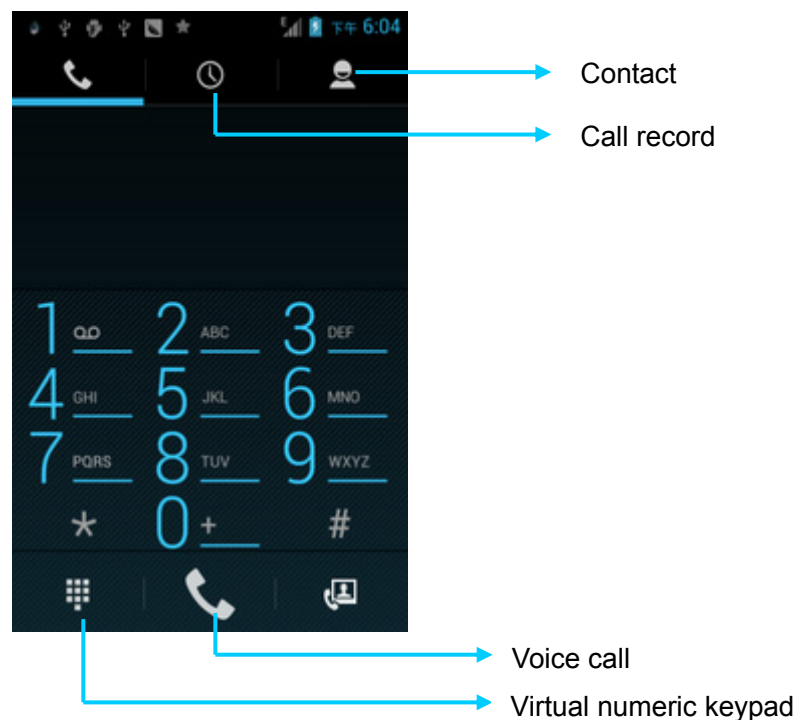 下午 6:04
Contact
Call record
1 2 ABC 3 DEF
4 GHI 5 JKL 6 MNO
7 PQRS 8 TUV 9 WXYZ
* 0 + #
Voice call
Virtual numeric keypad